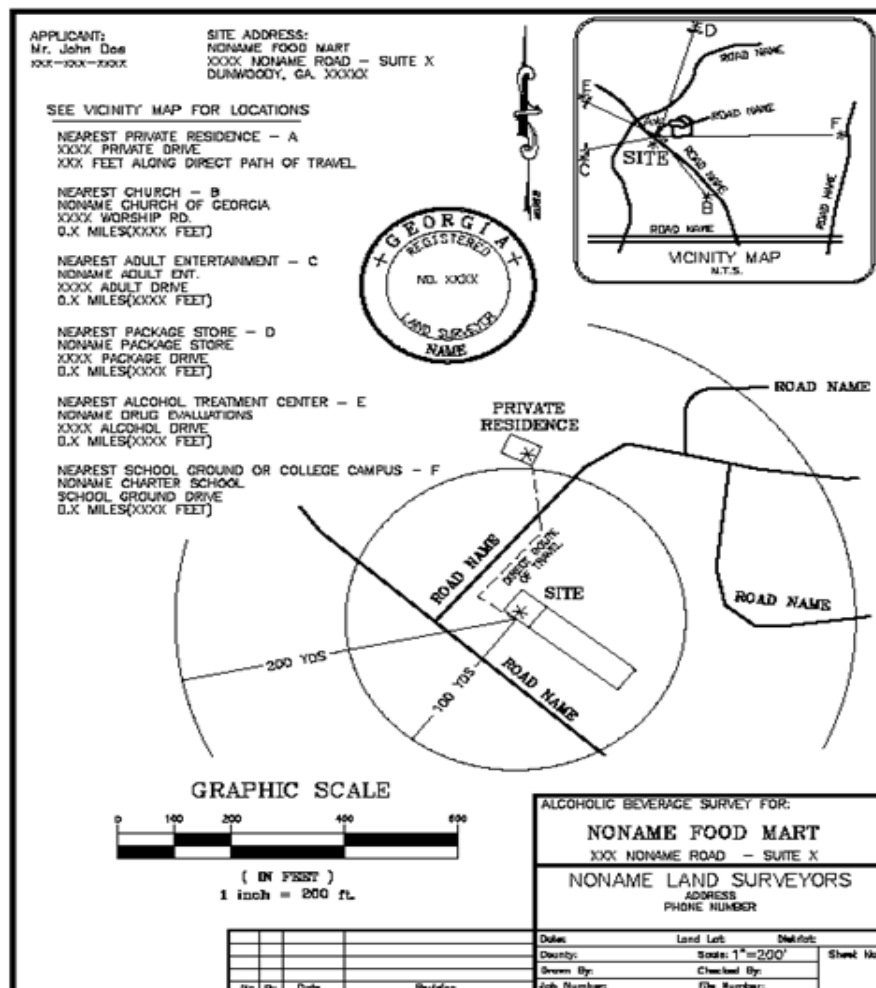 APPLICANT:
Mr. John Doe
XXX-XXX-XXXX
SITE ADDRESS:
NONAME FOOD MART
XXXX NONAME ROAD - SUITE X
DUNWOODY, GA. XXXXX
SEE VICINITY MAP FOR LOCATIONS
NEAREST PRIVATE RESIDENCE - A
XXXX PRIVATE DRIVE
XXX FEET ALONG DIRECT PATH OF TRAVEL
NEAREST CHURCH - B
NONAME CHURCH OF GEORGIA
XXXX WORSHIP RD.
0.X MILES(XXXX FEET)
NEAREST ADULT ENTERTAINMENT - C
NONAME ADULT ENT.
XXXX ADULT DRIVE
0.X MILES(XXXX FEET)
NEAREST PACKAGE STORE - D
NONAME PACKAGE STORE
XXXX PACKAGE DRIVE
0.X MILES(XXXX FEET)
NEAREST ALCOHOL TREATMENT CENTER - E
NONAME DRUG EVALUATIONS
XXXX ALCOHOL DRIVE
0.X MILES(XXXX FEET)
NEAREST SCHOOL GROUND OR COLLEGE CAMPUS - F
NONAME CHARTER SCHOOL
SCHOOL GROUND DRIVE
0.X MILES(XXXX FEET)
GEORGIA
REGISTERED
NO. XXXX
LAND SURVEYOR
NAME
D
ROAD NAME
E
ROAD NAME
A
F
SITE
C
ROAD NAME
B
ROAD NAME
ROAD NAME
VICINITY MAP
N.T.S.
ROAD NAME
PRIVATE
RESIDENCE
ROAD NAME
DIRECT ROUTE
OF TRAVEL
SITE
ROAD NAME
200 YDS
100 YDS
ROAD NAME
GRAPHIC SCALE
0 100 200 400 600
( IN FEET )
1 inch = 200 ft.
ALCOHOLIC BEVERAGE SURVEY FOR:
NONAME FOOD MART
XXX NONAME ROAD - SUITE X
NONAME LAND SURVEYORS
ADDRESS
PHONE NUMBER
Date: Land Lot: District:
County: Scale: 1"=200' Sheet No
Drawn By: Checked By:
Job Number: File Number:
No By Date Revision